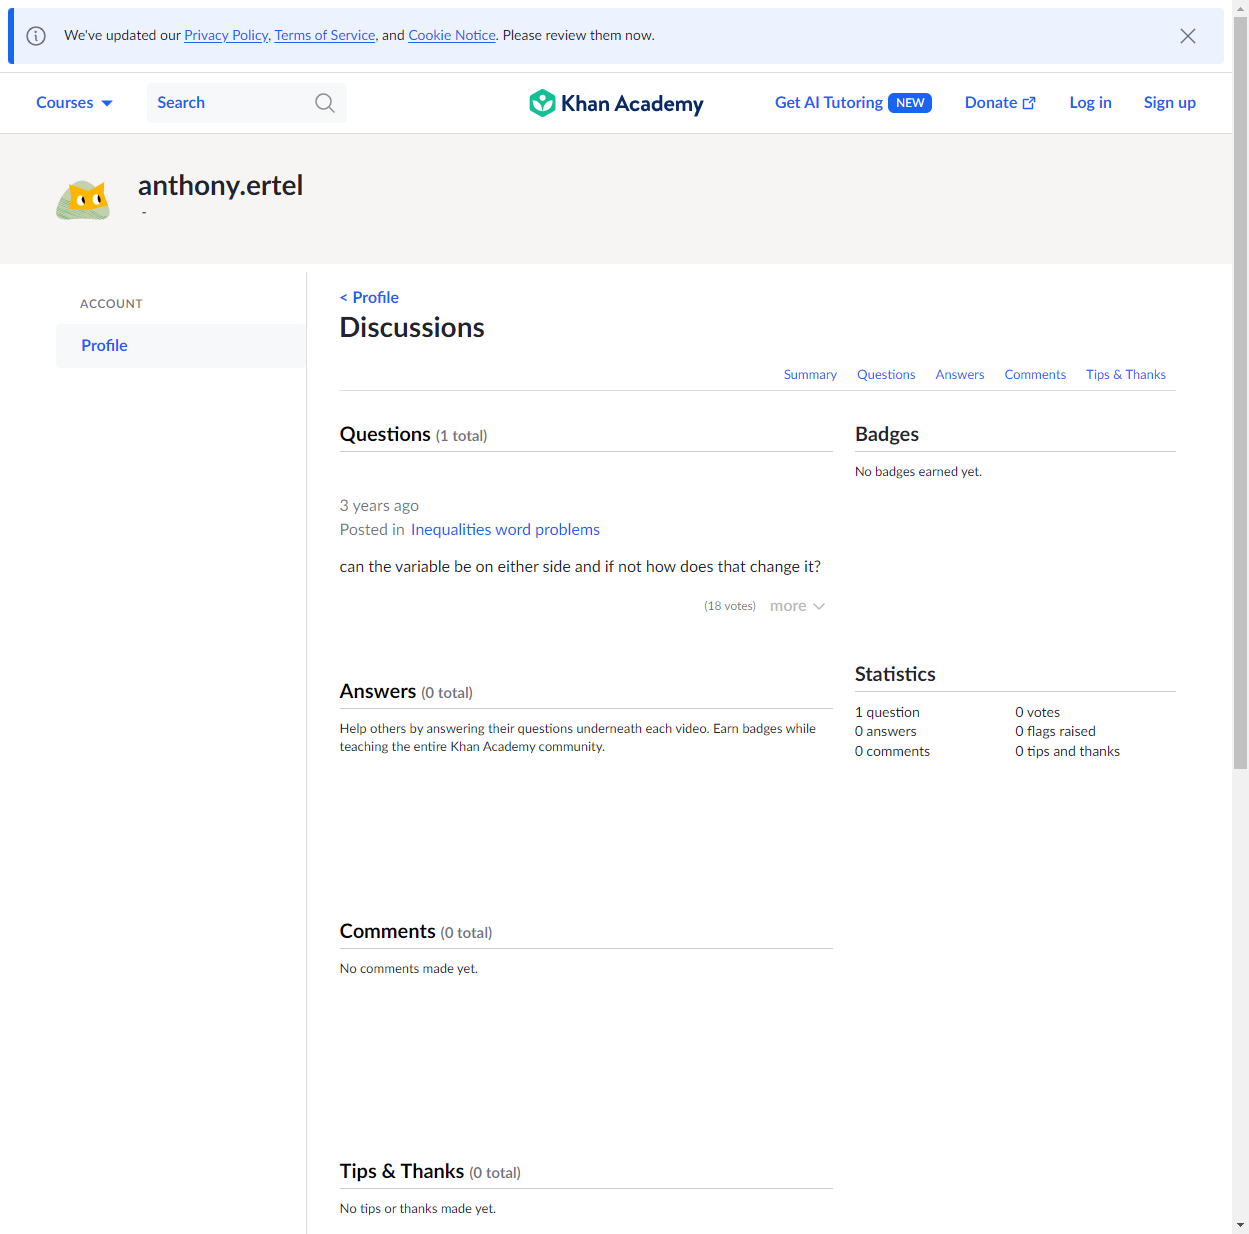 We've updated our Privacy Policy, Terms of Service, and Cookie Notice. Please review them now.
Courses
Search
Khan Academy
Get AI Tutoring NEW
Donate
Log in
Sign up
anthony.ertel
-
ACCOUNT
Profile
< Profile
Discussions
Summary Questions Answers Comments Tips & Thanks
Questions (1 total)
3 years ago
Posted in Inequalities word problems
can the variable be on either side and if not how does that change it?
(18 votes) more
Answers (0 total)
Help others by answering their questions underneath each video. Earn badges while
teaching the entire Khan Academy community.
Comments (0 total)
No comments made yet.
Tips & Thanks (0 total)
No tips or thanks made yet.
Badges
No badges earned yet.
Statistics
1 question 0 votes
0 answers 0 flags raised
0 comments 0 tips and thanks